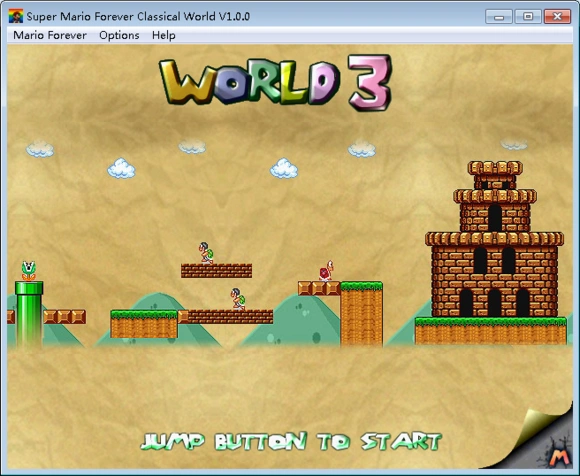 Super Mario Forever Classical World V1.0.0
Mario Forever Options Help
WORLD 3
JUMP BUTTON TO START
M